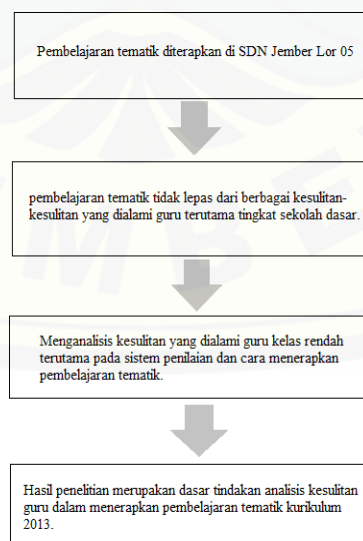 Pembelajaran tematik diterapkan di SDN Jember Lor 05
pembelajaran tematik tidak lepas dari berbagai kesulitan-
kesulitan yang dialami guru terutama tingkat sekolah dasar.
Menganalisis kesulitan yang dialami guru kelas rendah
terutama pada sistem penilaian dan cara menerapkan
pembelajaran tematik.
Hasil penelitian merupakan dasar tindakan analisis kesulitan
guru dalam menerapkan pembelajaran tematik kurikulum
2013.